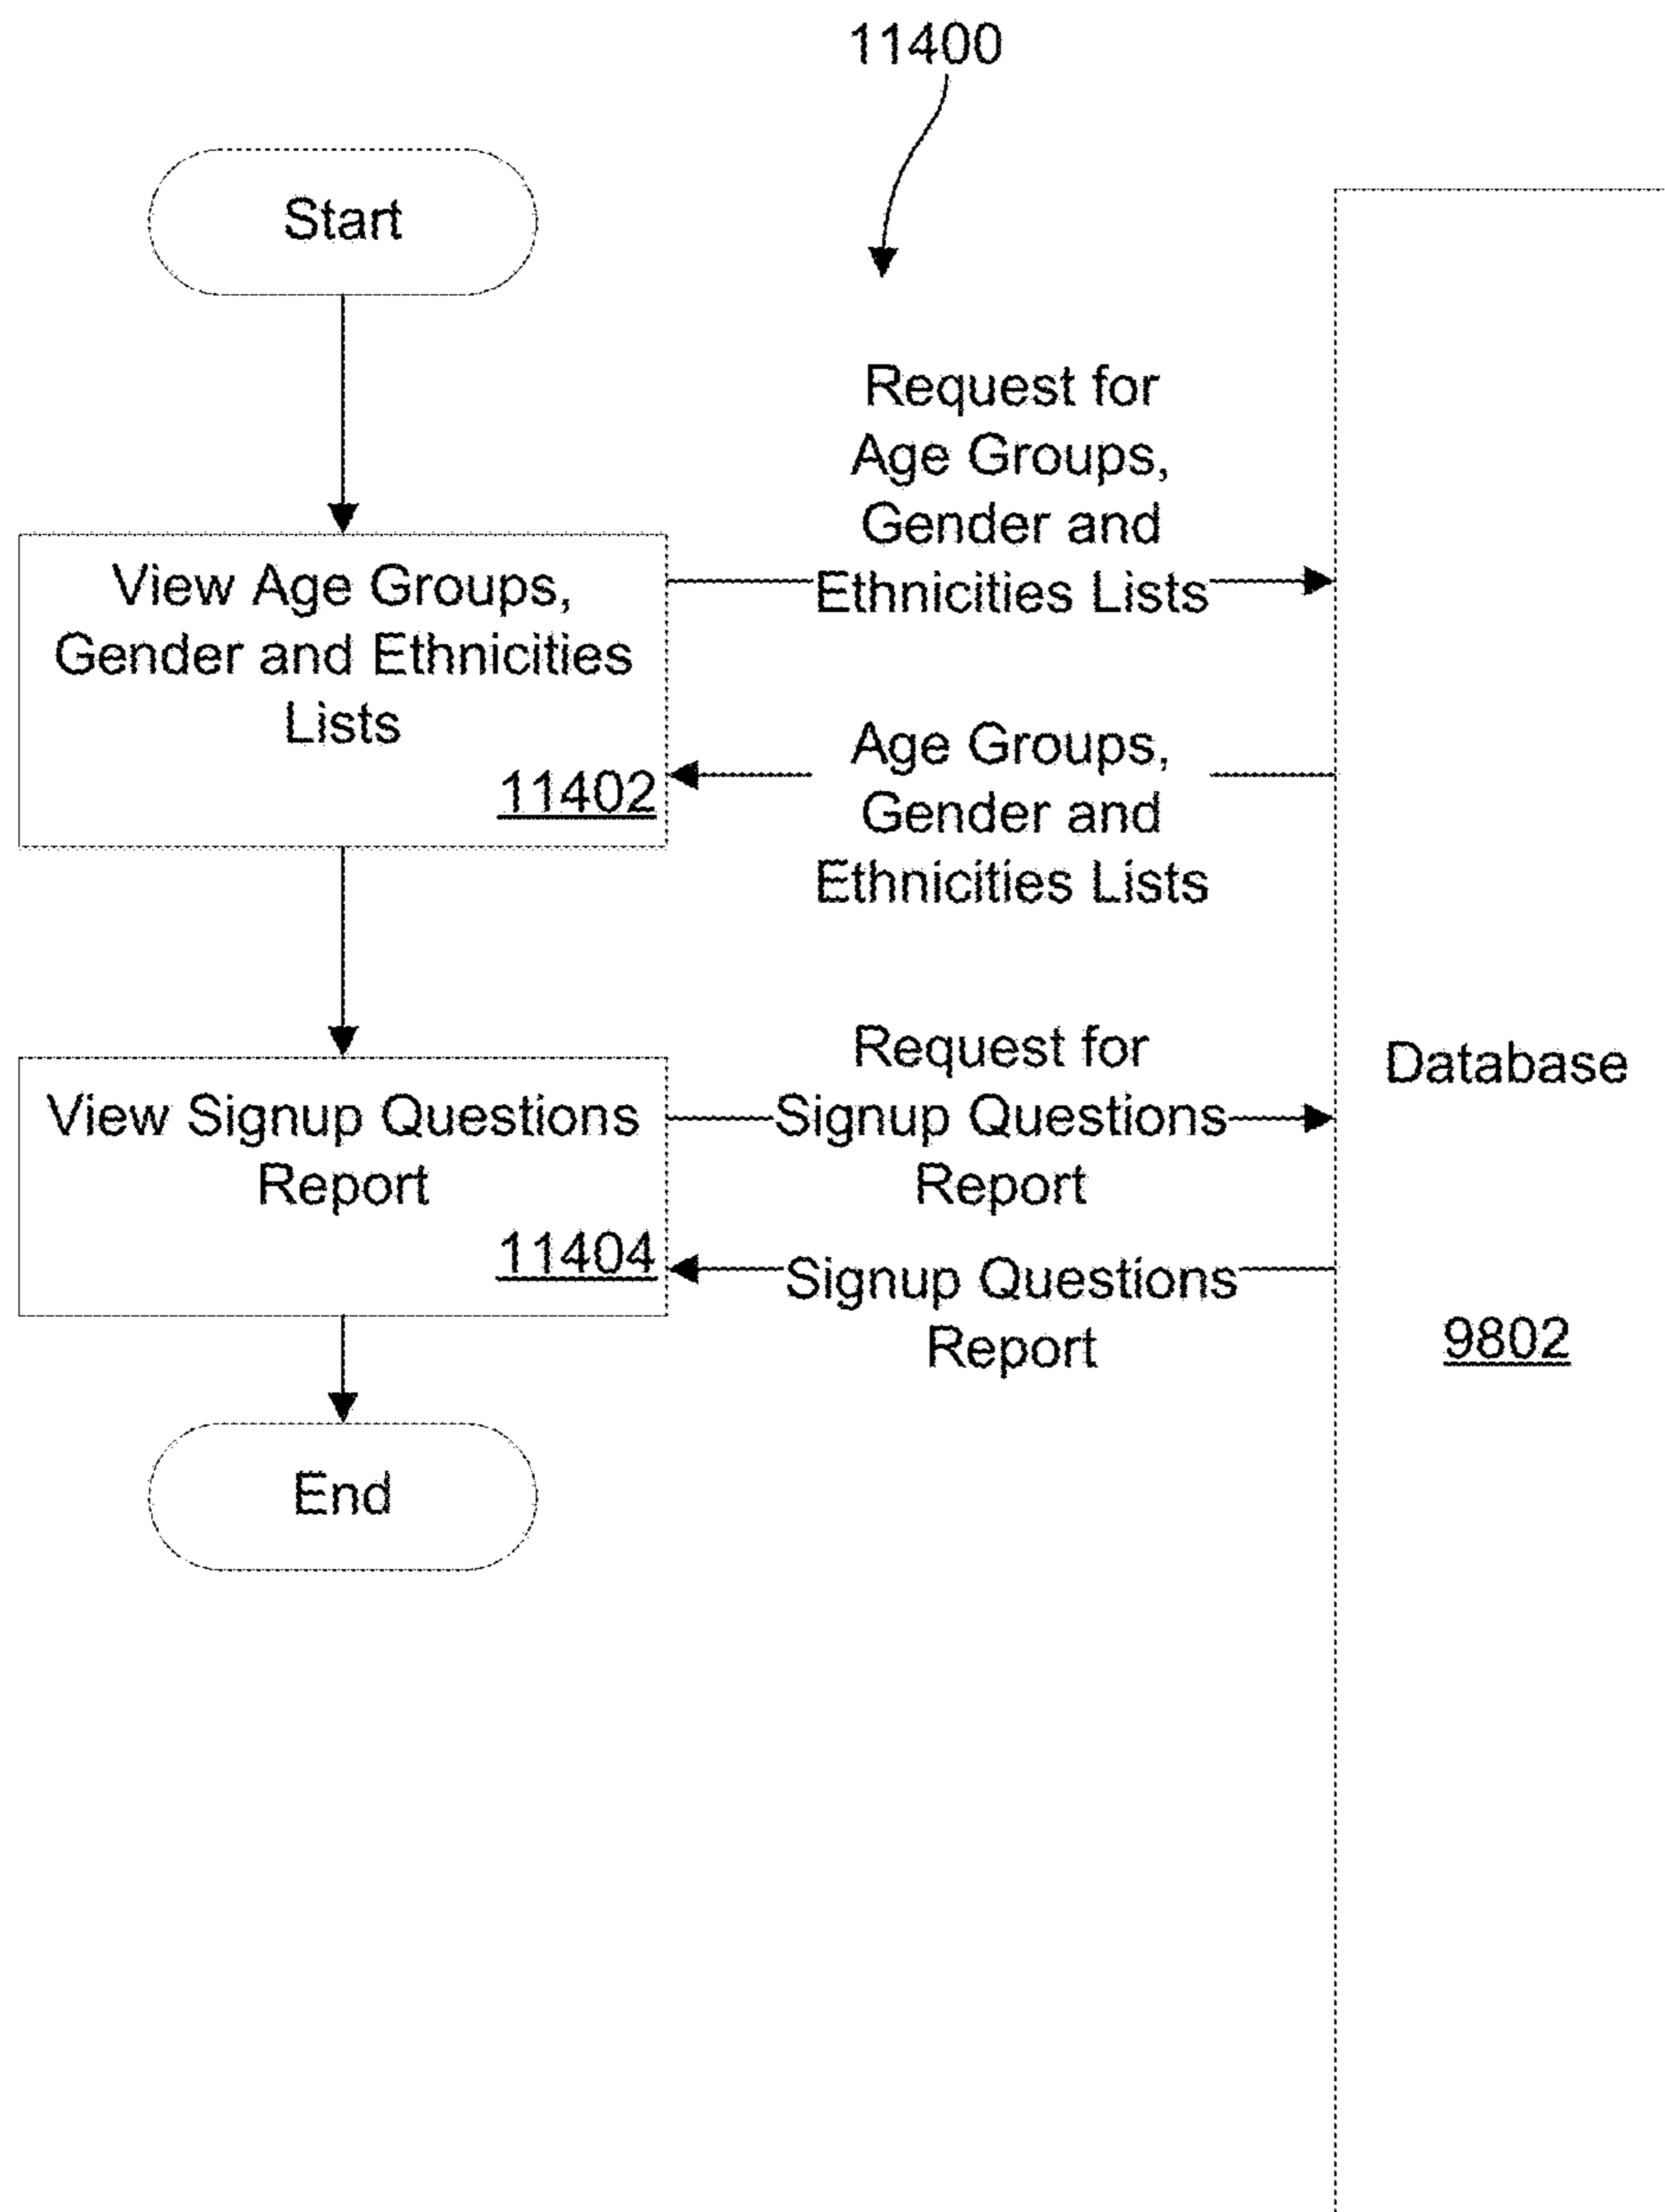 11400
Start
Request for
Age Groups,
Gender and
Ethnicities Lists
View Age Groups,
Gender and Ethnicities
Lists
11402
Age Groups,
Gender and
Ethnicities Lists
Request for
Signup Questions
Report
View Signup Questions
Report
11404
Signup Questions
Report
Database
9802
End